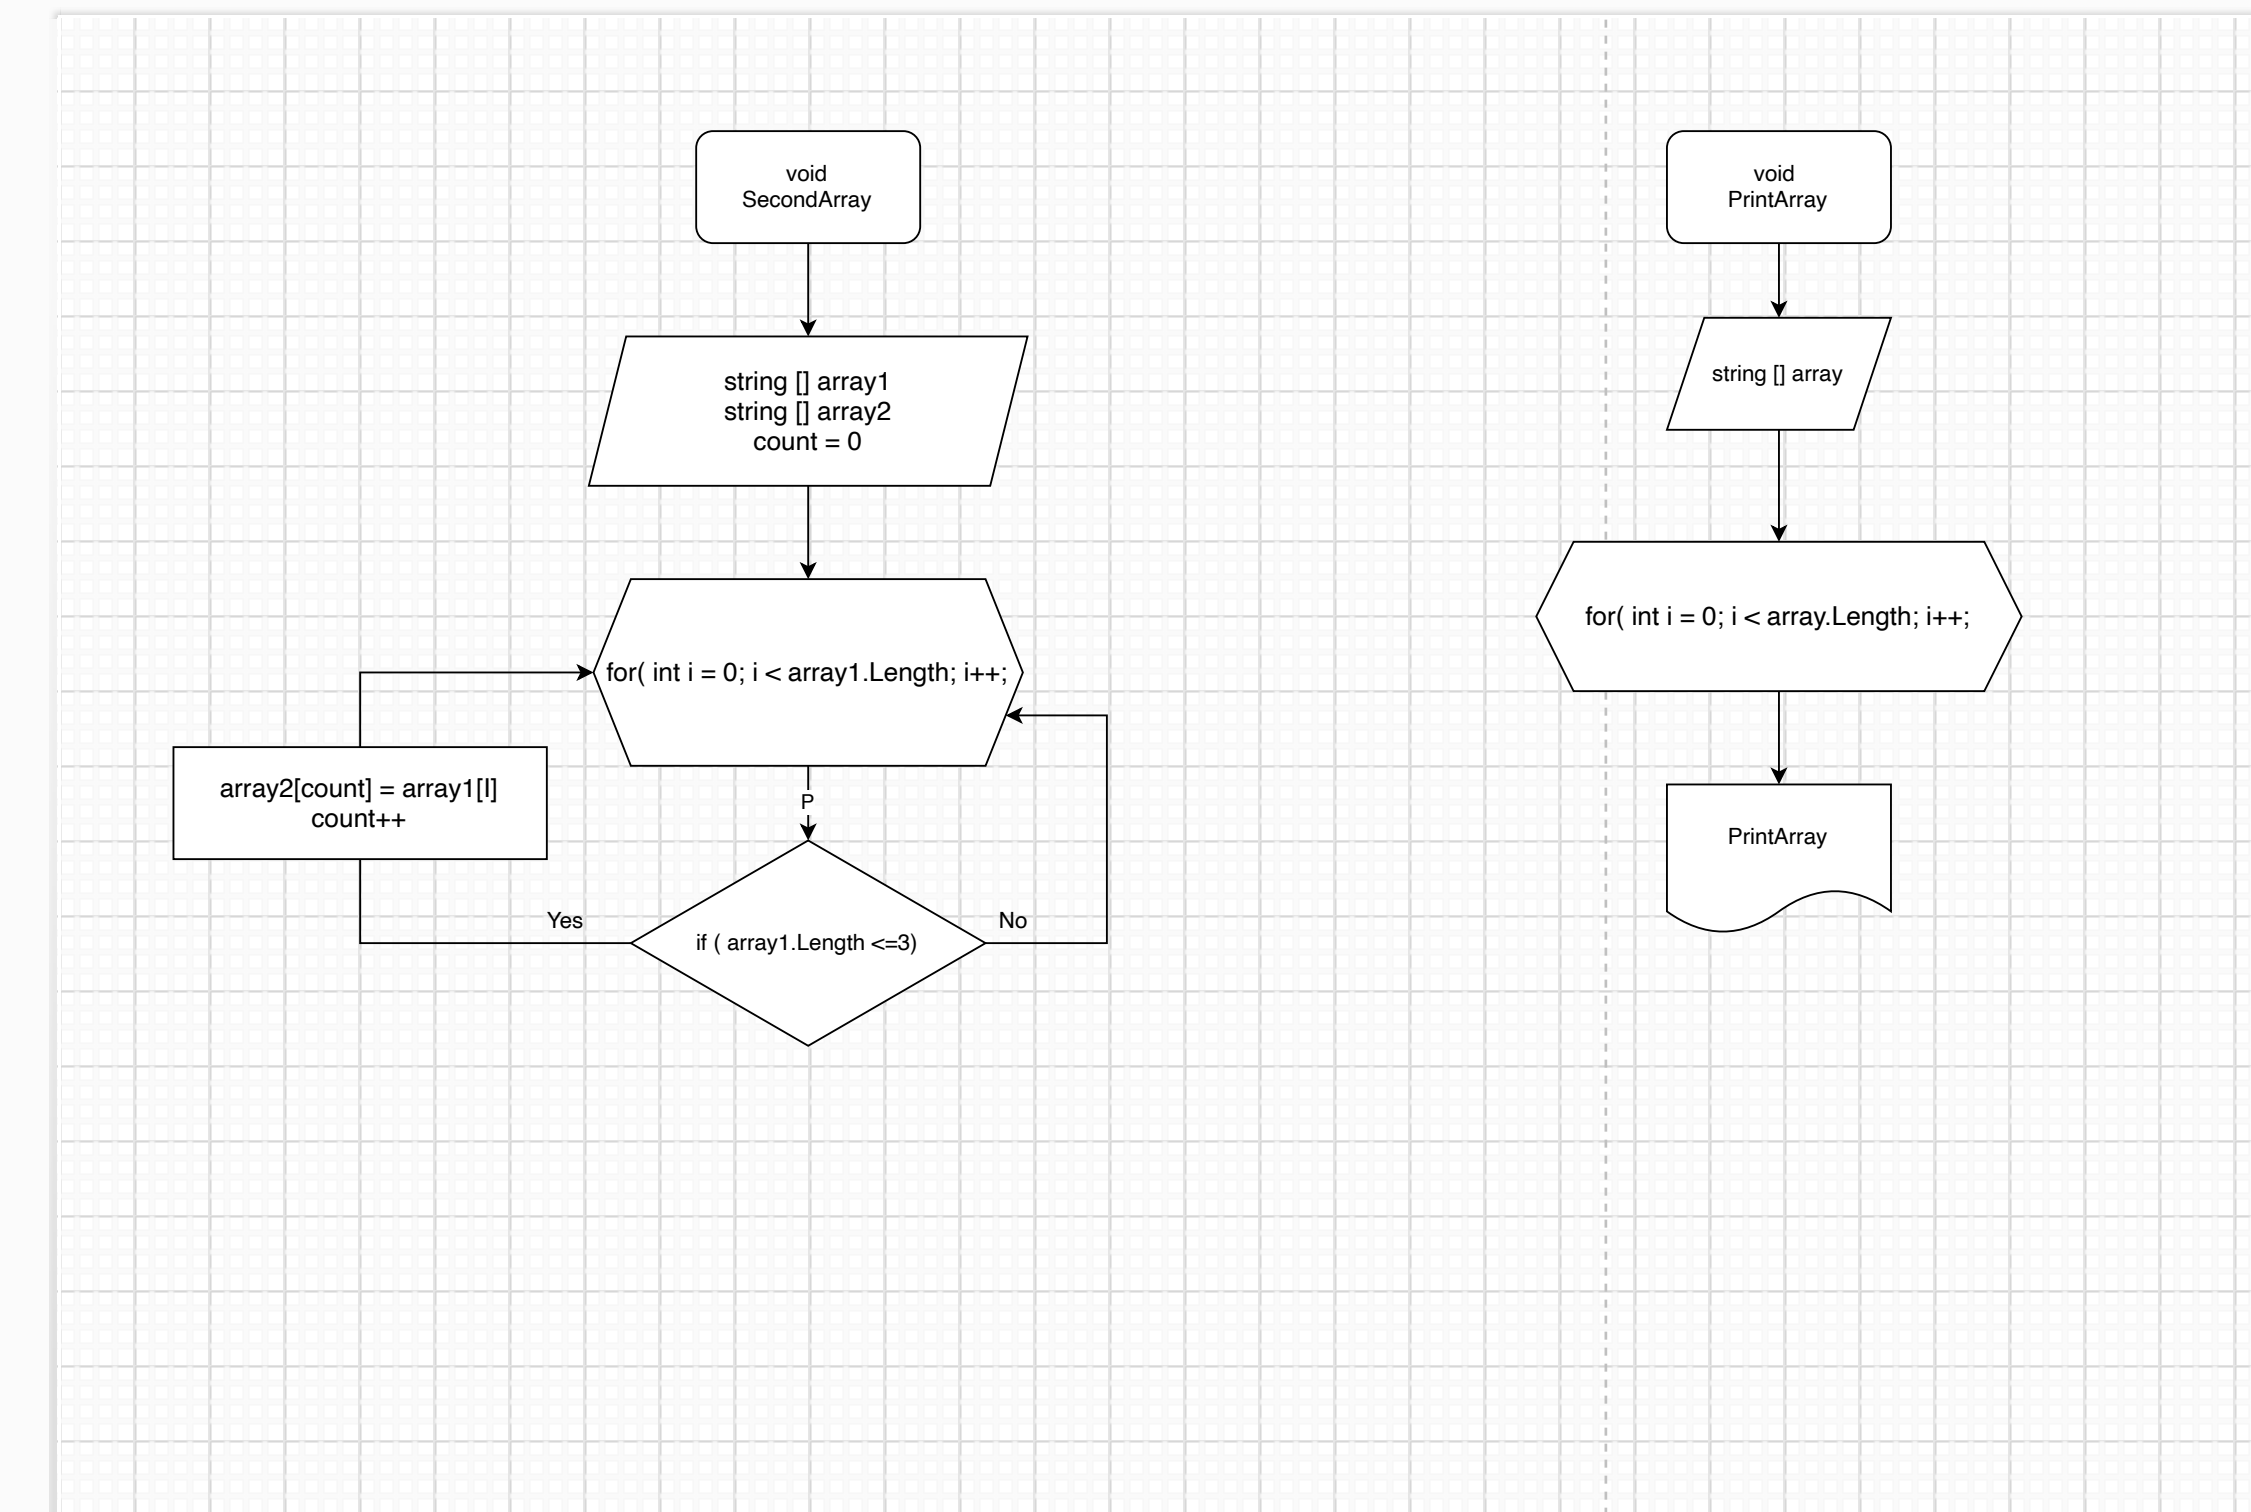 void
SecondArray
string [] array1
string [] array2
count = 0
for( int i = 0; i < array1.Length; i++;
array2[count] = array1[I]
count++
P
Yes
No
if ( array1.Length <=3)
void
PrintArray
string [] array
for( int i = 0; i < array.Length; i++;
PrintArray